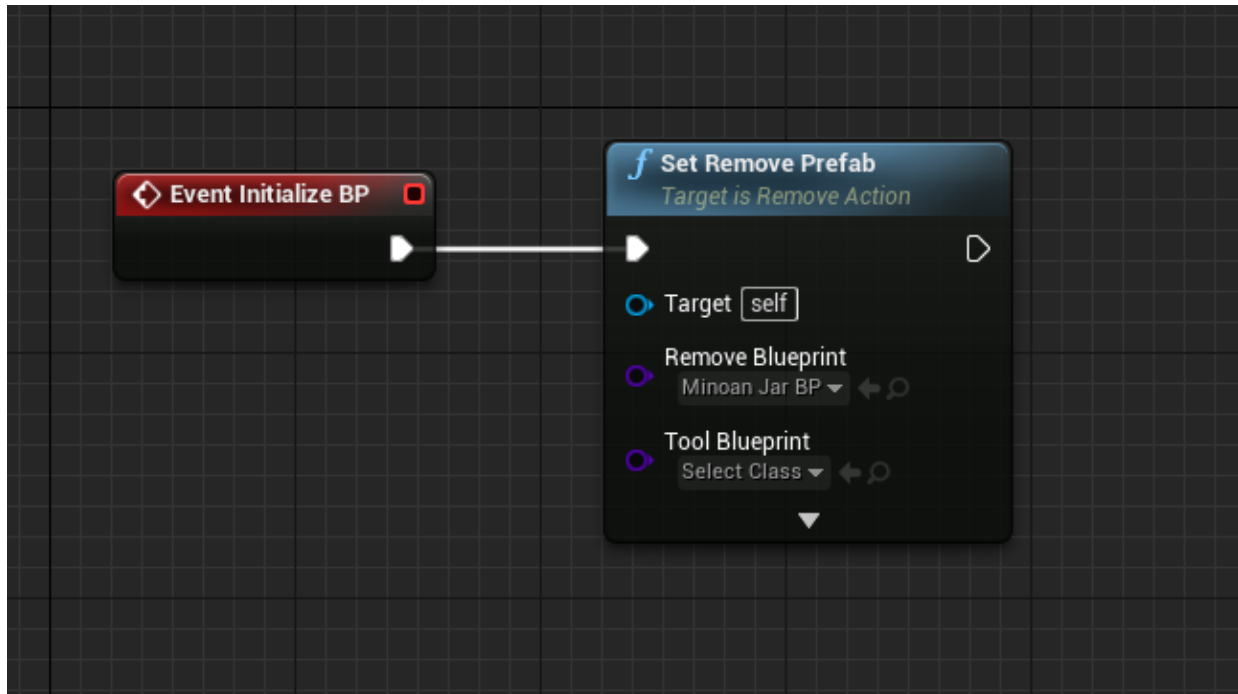 Event Initialize BP
f Set Remove Prefab
Target is Remove Action
Target self
Remove Blueprint
Minoan Jar BP
Tool Blueprint
Select Class